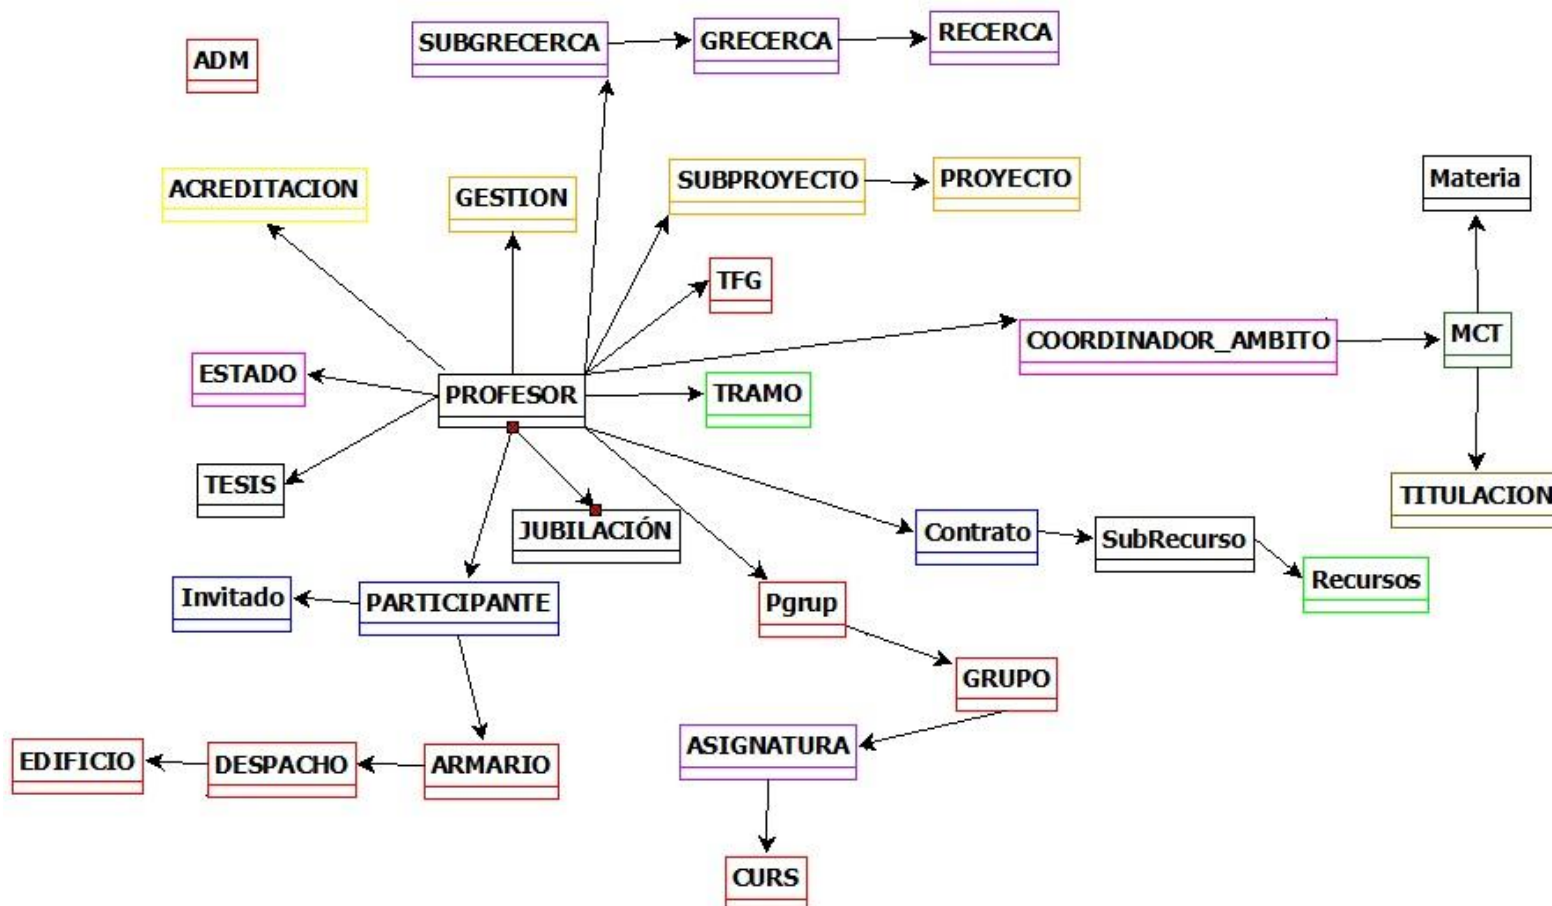 SUBGRECERCA
GRECERCA
RECERCA
ADM
ACREDITACION
GESTION
SUBPROYECTO
PROYECTO
Materia
TFG
COORDINADOR_AMBITO
MCT
ESTADO
PROFESOR
TRAMO
TESIS
JUBILACIÓN
Contrato
SubRecurso
TITULACION
Recursos
Invitado
PARTICIPANTE
Pgrup
GRUPO
ASIGNATURA
EDIFICIO
DESPACHO
ARMARIO
CURS